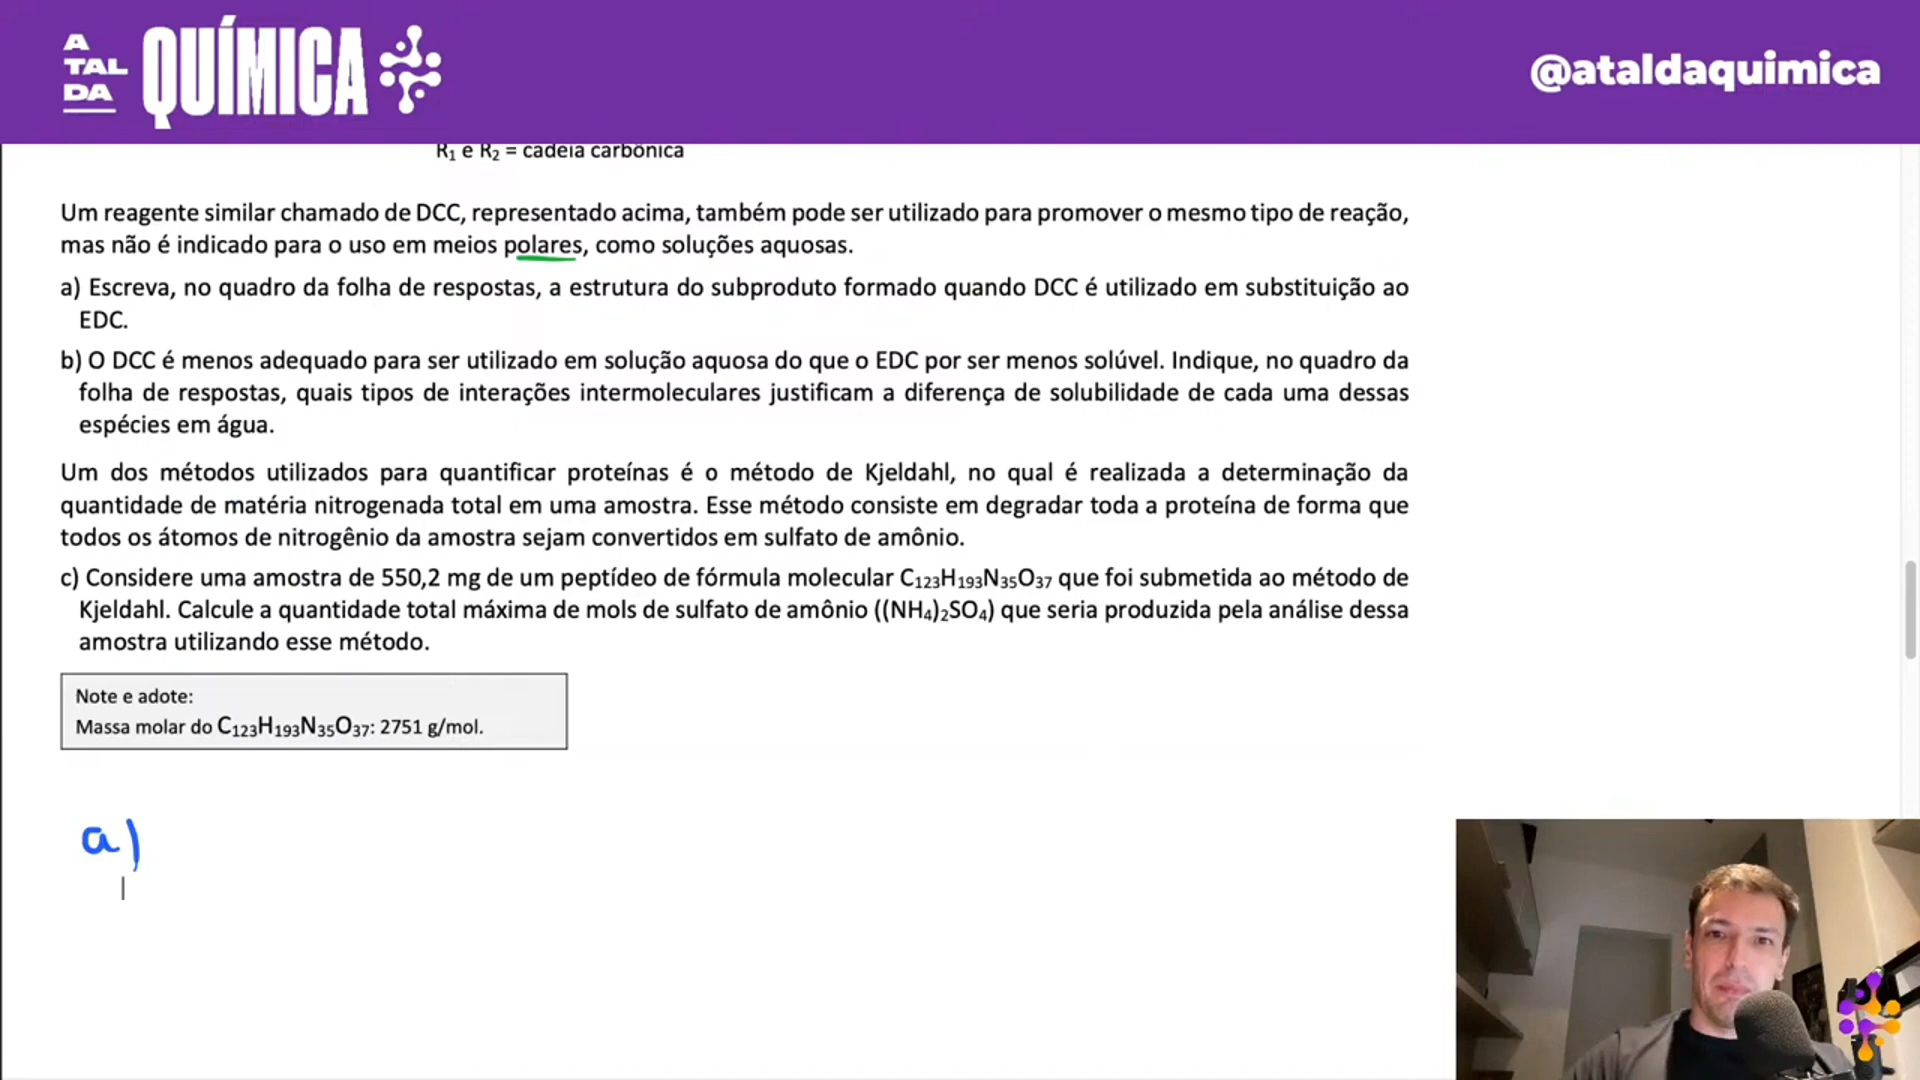 A TAL DA QUÍMICA
@ataldaquimica
R₁ e R₂ = cadeia carbônica
Um reagente similar chamado de DCC, representado acima, também pode ser utilizado para promover o mesmo tipo de reação,
mas não é indicado para o uso em meios polares, como soluções aquosas.
a) Escreva, no quadro da folha de respostas, a estrutura do subproduto formado quando DCC é utilizado em substituição ao
EDC.
b) O DCC é menos adequado para ser utilizado em solução aquosa do que o EDC por ser menos solúvel. Indique, no quadro da
folha de respostas, quais tipos de interações intermoleculares justificam a diferença de solubilidade de cada uma dessas
espécies em água.
Um dos métodos utilizados para quantificar proteínas é o método de Kjeldahl, no qual é realizada a determinação da
quantidade de matéria nitrogenada total em uma amostra. Esse método consiste em degradar toda a proteína de forma que
todos os átomos de nitrogênio da amostra sejam convertidos em sulfato de amônio.
c) Considere uma amostra de 550,2 mg de um peptídeo de fórmula molecular C₁₂₃H₁₉₃N₃₅O₃₇ que foi submetida ao método de
Kjeldahl. Calcule a quantidade total máxima de mols de sulfato de amônio ((NH₄)₂SO₄) que seria produzida pela análise dessa
amostra utilizando esse método.
Note e adote:
Massa molar do C₁₂₃H₁₉₃N₃₅O₃₇: 2751 g/mol.
a)